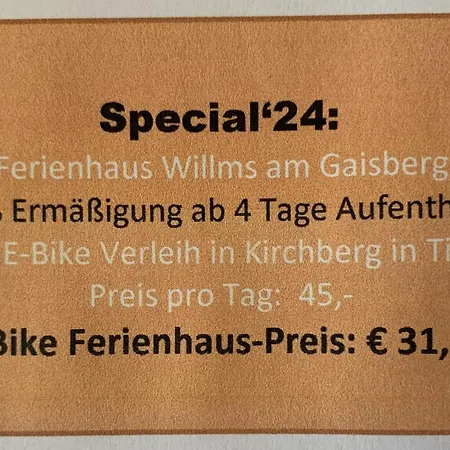 Special‘24:
Ferienhaus Willms am Gaisberg
Ermäßigung ab 4 Tage Aufenth
E-Bike Verleih in Kirchberg in Ti
Preis pro Tag: 45,-
Bike Ferienhaus-Preis: € 31,